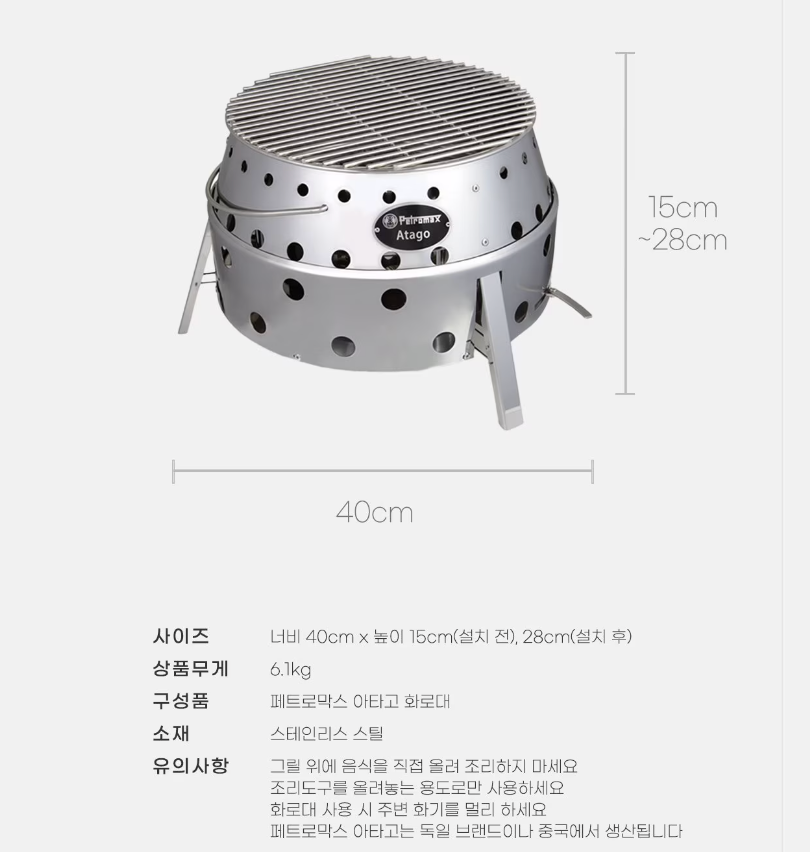 Petromax
Atago
15cm
~28cm
40cm
사이즈 너비 40cm x 높이 15cm(설치 전), 28cm(설치 후)
상품무게 6.1kg
구성품 페트로막스 아타고 화로대
소재 스테인리스 스틸
유의사항 그릴 위에 음식을 직접 올려 조리하지 마세요
조리도구를 올려놓는 용도로만 사용하세요
화로대 사용 시 주변 화기를 멀리 하세요
페트로막스 아타고는 독일 브랜드이나 중국에서 생산됩니다